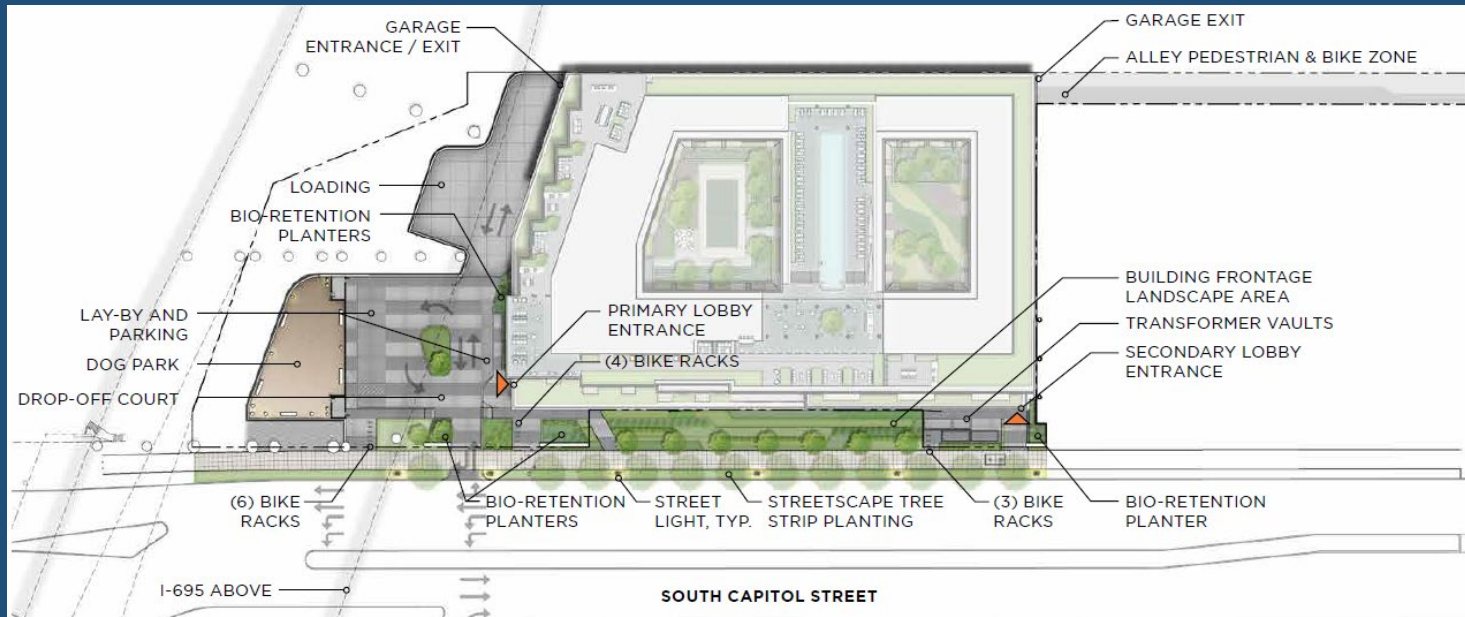 GARAGE
ENTRANCE / EXIT
GARAGE EXIT
ALLEY PEDESTRIAN & BIKE ZONE
LOADING
BIO-RETENTION
PLANTERS
LAY-BY AND
PARKING
DOG PARK
DROP-OFF COURT
PRIMARY LOBBY
ENTRANCE
(4) BIKE RACKS
BUILDING FRONTAGE
LANDSCAPE AREA
TRANSFORMER VAULTS
SECONDARY LOBBY
ENTRANCE
(6) BIKE
RACKS
BIO-RETENTION
PLANTERS
STREET
LIGHT, TYP.
STREETSCAPE TREE
STRIP PLANTING
(3) BIKE
RACKS
BIO-RETENTION
PLANTER
I-695 ABOVE
SOUTH CAPITOL STREET